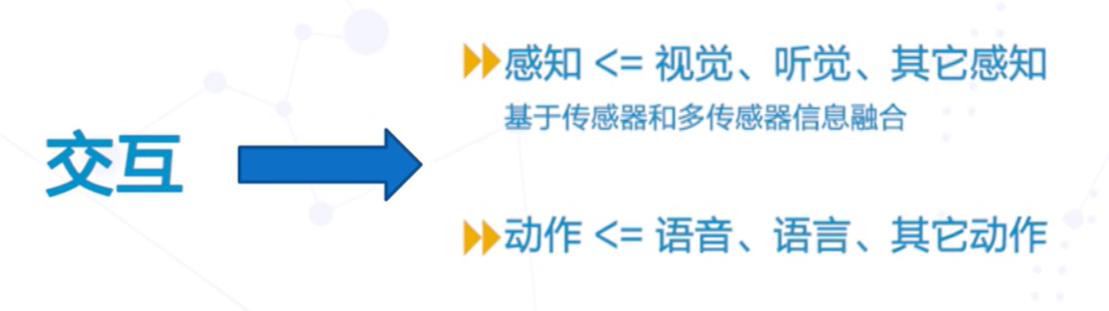 交互
感知 <= 视觉、听觉、其它感知
基于传感器和多传感器信息融合
动作 <= 语音、语言、其它动作